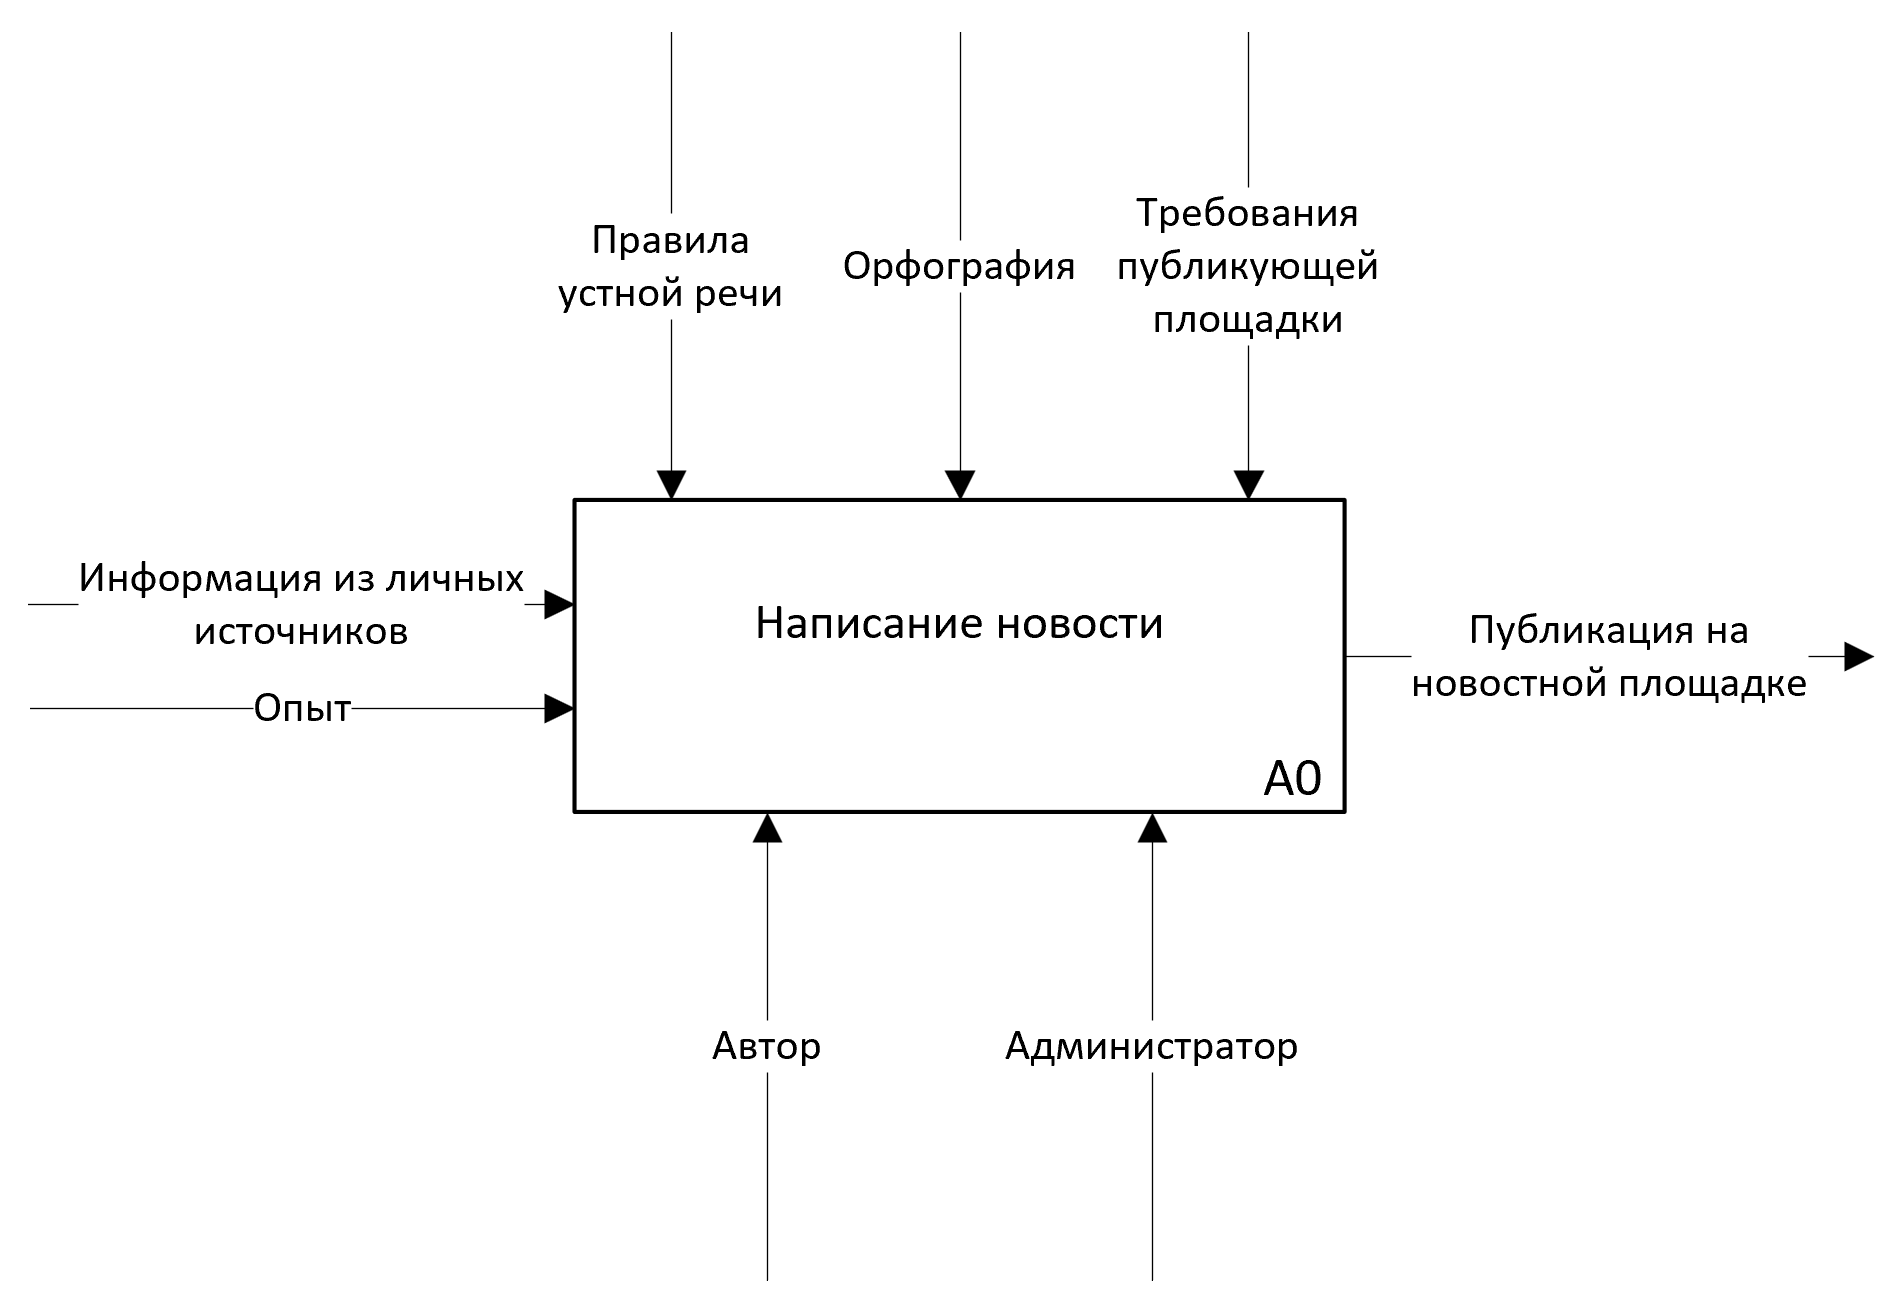 Правила
устной речи
Орфография
Требования
публикующей
площадки
Информация из личных
источников
Опыт
Написание новости
A0
Публикация на
новостной площадке
Автор
Администратор